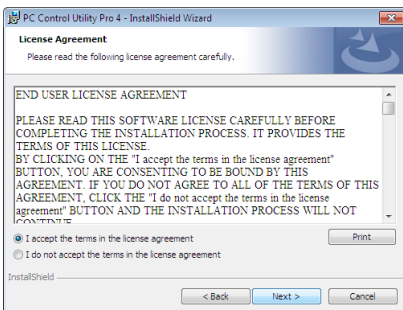 PC Control Utility Pro 4 - InstallShield Wizard
License Agreement
Please read the following license agreement carefully.
END USER LICENSE AGREEMENT
PLEASE READ THIS SOFTWARE LICENSE CAREFULLY BEFORE
COMPLETING THE INSTALLATION PROCESS. IT PROVIDES THE
TERMS OF THIS LICENSE.
BY CLICKING ON THE "I accept the terms in the license agreement"
BUTTON, YOU ARE CONSENTING TO BE BOUND BY THIS
AGREEMENT. IF YOU DO NOT AGREE TO ALL OF THE TERMS OF THIS
AGREEMENT, CLICK THE "I do not accept the terms in the license
agreement" BUTTON AND THE INSTALLATION PROCESS WILL NOT
CONTINUE
I accept the terms in the license agreement
I do not accept the terms in the license agreement
Print
InstallShield
< Back
Next >
Cancel